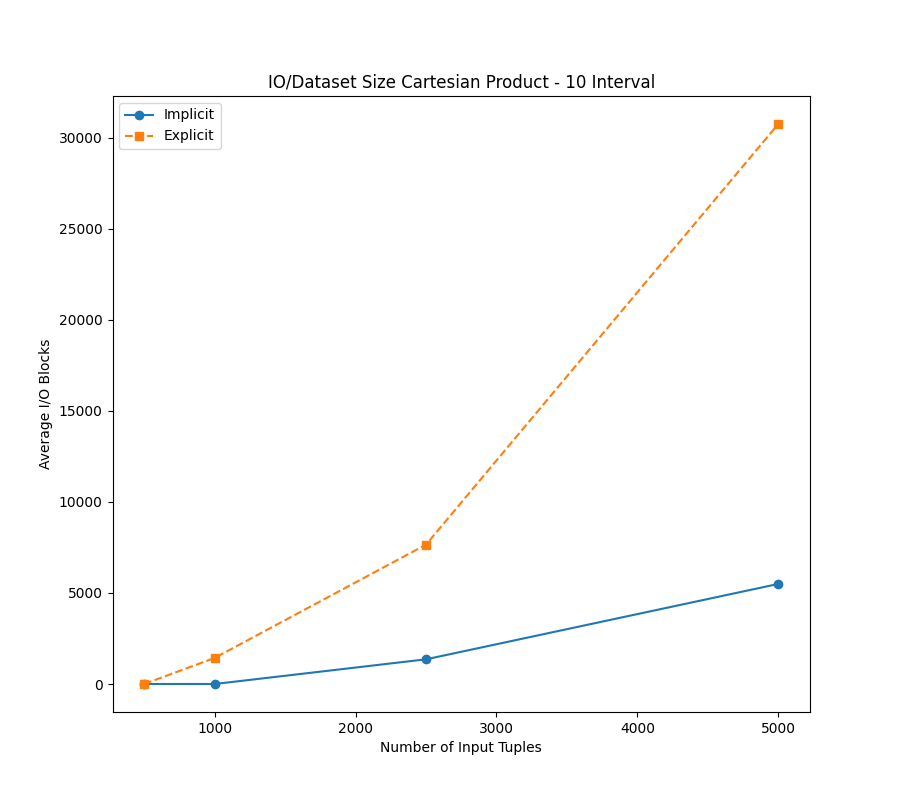 IO/Dataset Size Cartesian Product - 10 Interval
Implicit
Explicit
30000
25000
20000
15000
10000
5000
0
Average I/O Blocks
1000
2000
3000
4000
5000
Number of Input Tuples